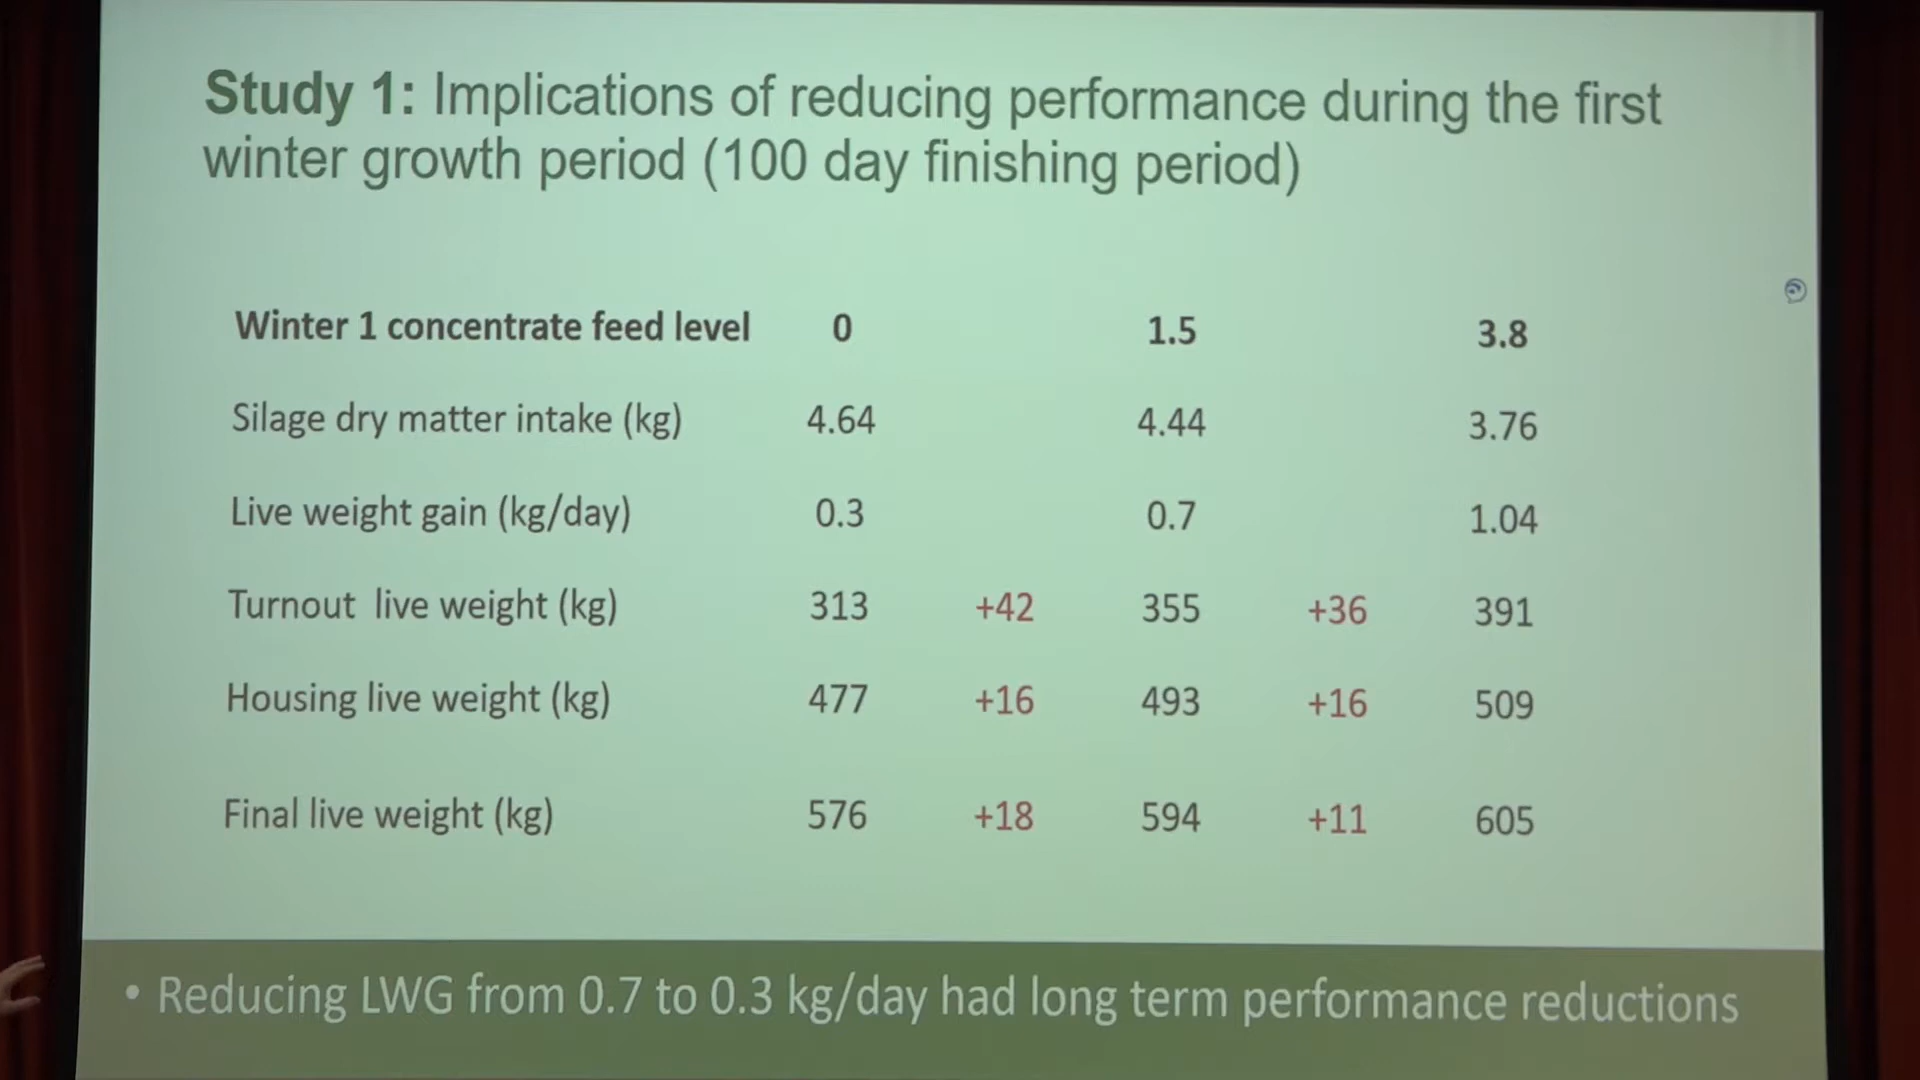 Study 1: Implications of reducing performance during the first
winter growth period (100 day finishing period)
Winter 1 concentrate feed level 0 1.5 3.8
Silage dry matter intake (kg) 4.64 4.44 3.76
Live weight gain (kg/day) 0.3 0.7 1.04
Turnout live weight (kg) 313 +42 355 +36 391
Housing live weight (kg) 477 +16 493 +16 509
Final live weight (kg) 576 +18 594 +11 605
• Reducing LWG from 0.7 to 0.3 kg/day had long term performance reductions